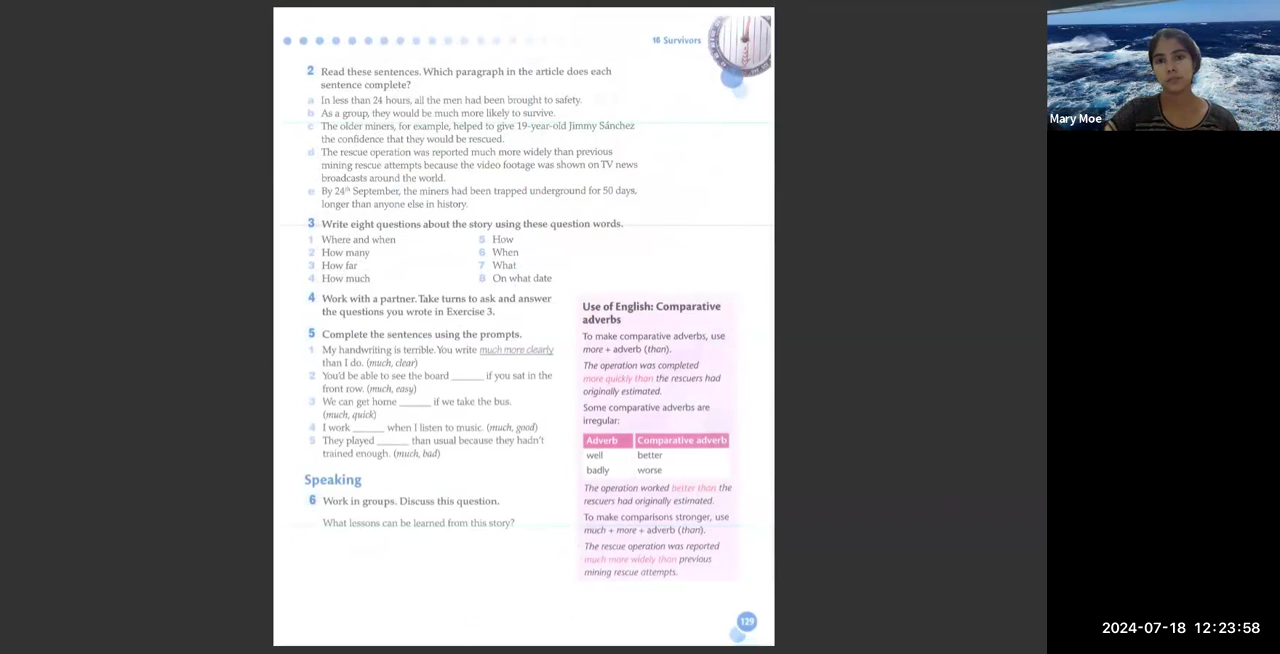 16 Survivors
2 Read these sentences. Which paragraph in the article does each
sentence complete?
a In less than 24 hours, all the men had been brought to safety.
b As a group, they would be much more likely to survive.
c The older miners, for example, helped to give 19-year-old Jimmy Sánchez
the confidence that they would be rescued.
d The rescue operation was reported much more widely than previous
mining rescue attempts because the video footage was shown on TV news
broadcasts around the world.
e By 24th September, the miners had been trapped underground for 50 days,
longer than anyone else in history.
3 Write eight questions about the story using these question words.
1 Where and when
2 How many
3 How far
4 How much
5 How
6 When
7 What
8 On what date
4 Work with a partner. Take turns to ask and answer
the questions you wrote in Exercise 3.
5 Complete the sentences using the prompts.
1 My handwriting is terrible. You write much more clearly
than I do. (much, clear)
2 You'd be able to see the board ______ if you sat in the
front row. (much, easy)
3 We can get home ______ if we take the bus.
(much, quick)
4 I work ______ when I listen to music. (much, good)
5 They played ______ than usual because they hadn't
trained enough. (much, bad)
Speaking
6 Work in groups. Discuss this question.
What lessons can be learned from this story?
Use of English: Comparative
adverbs
To make comparative adverbs, use
more + adverb (than).
The operation was completed
more quickly than the rescuers had
originally estimated.
Some comparative adverbs are
irregular:
Adverb Comparative adverb
well better
badly worse
The operation worked better than the
rescuers had originally estimated.
To make comparisons stronger, use
much + more + adverb (than).
The rescue operation was reported
much more widely than previous
mining rescue attempts.
129
Mary Moe
2024-07-18 12:23:58